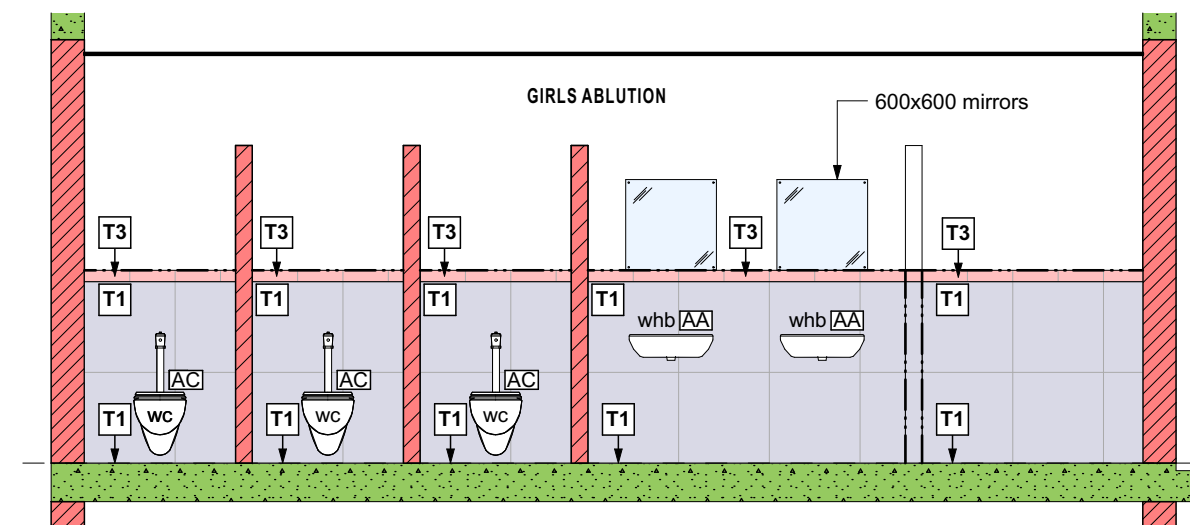 GIRLS ABLUTION
600x600 mirrors
T3
T3
T3
T3
T3
T1
T1
T1
T1
T1
whb AA
whb AA
AC
AC
AC
WC
WC
WC
T1
T1
T1
T1
T1